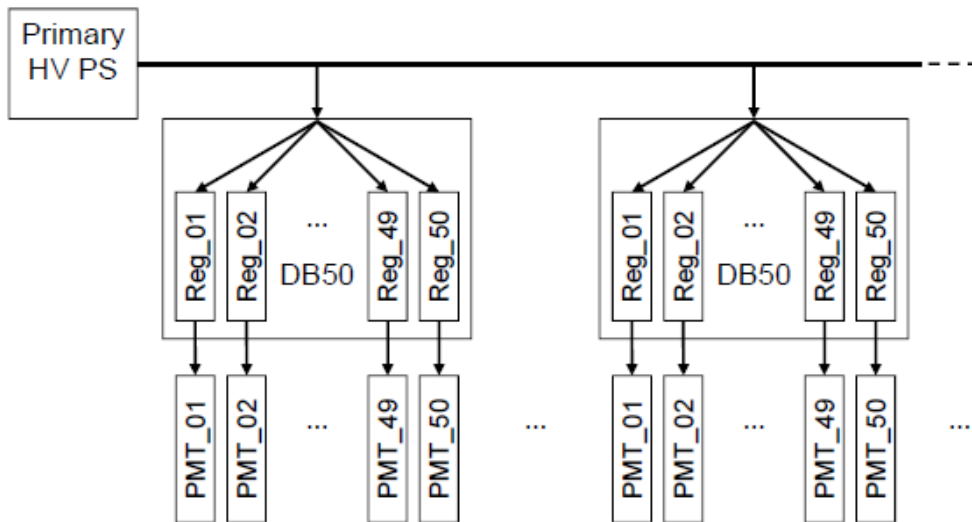 Primary
HV PS
Reg_01
Reg_02
...
Reg_49
Reg_50
DB50
Reg_01
Reg_02
...
Reg_49
Reg_50
DB50
PMT_01
PMT_02
...
PMT_49
PMT_50
...
PMT_01
PMT_02
...
PMT_49
PMT_50
...